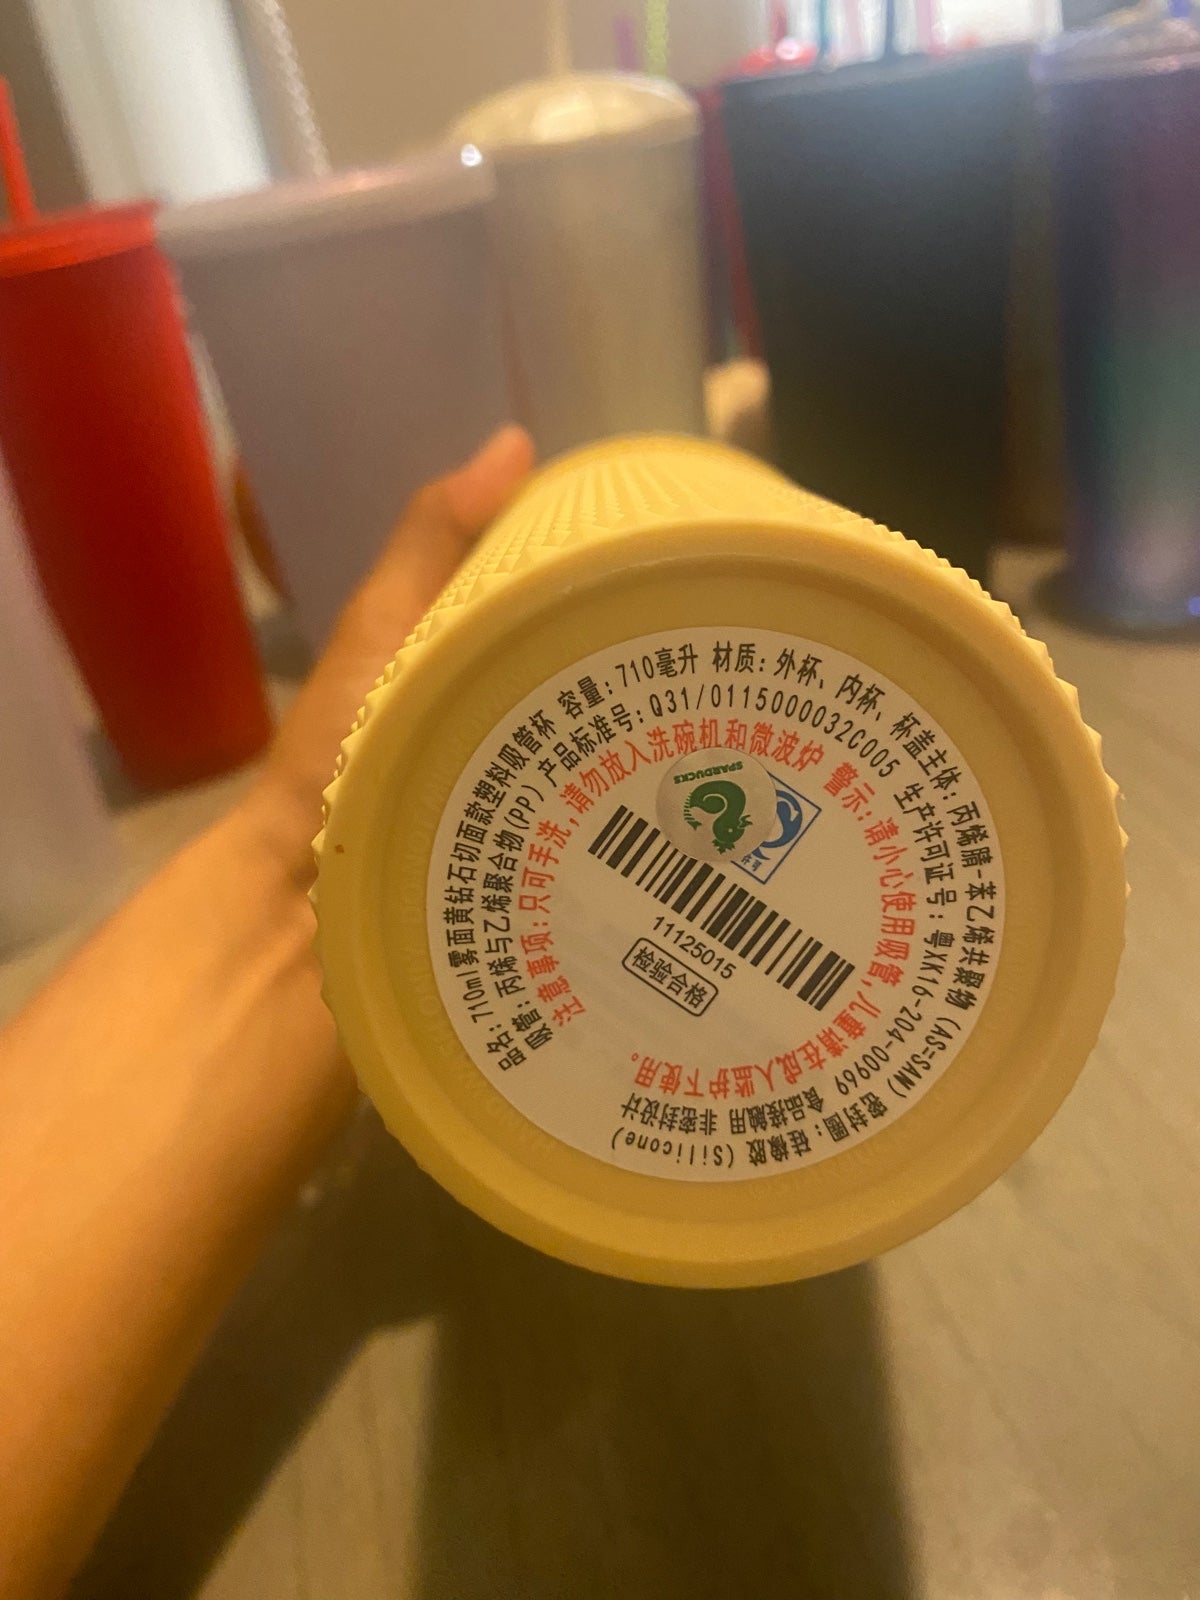 品名：710ml雾面黄钻石切面款塑料吸管杯 容量：710毫升 材质：外杯、内杯、杯盖主体：丙烯腈-苯乙烯共聚物（AS=SAN）密封圈：硅橡胶（Silicone）
吸管：丙烯与乙烯聚合物(PP) 产品标准号：Q31/0115000032C005 生产许可证号：粤XK16-204-00969 食品接触用 非密封设计
注意事项：只可手洗，请勿放入洗碗机和微波炉 警示：请小心使用吸管，儿童请在成人监护下使用。
SPARDUCKS
许可
11125015
检验合格